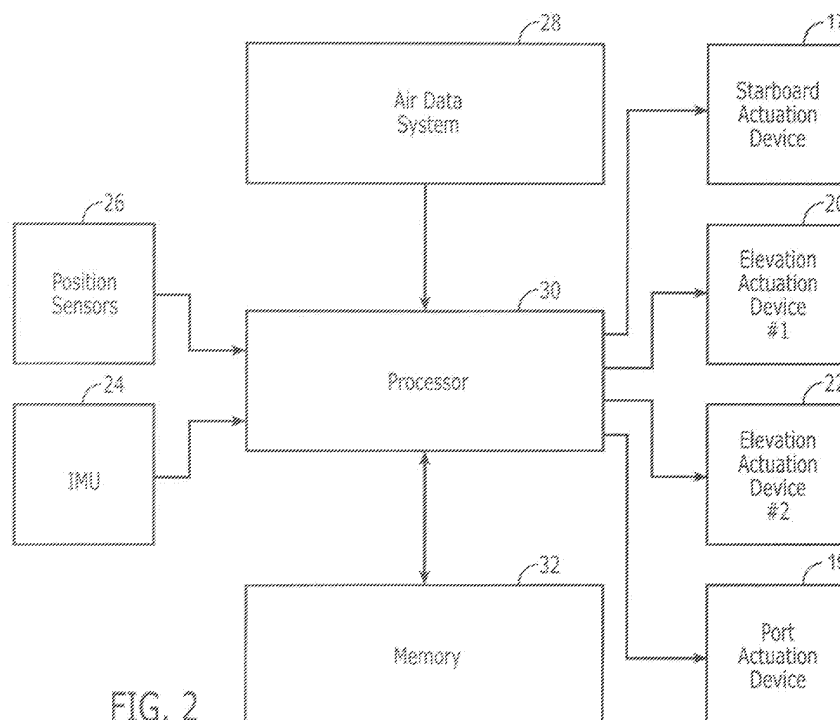 28
Air Data
System
17
Starboard
Actuation
Device
26
Position
Sensors
20
Elevation
Actuation
Device
#1
30
Processor
24
IMU
22
Elevation
Actuation
Device
#2
32
Memory
19
Port
Actuation
Device
FIG. 2